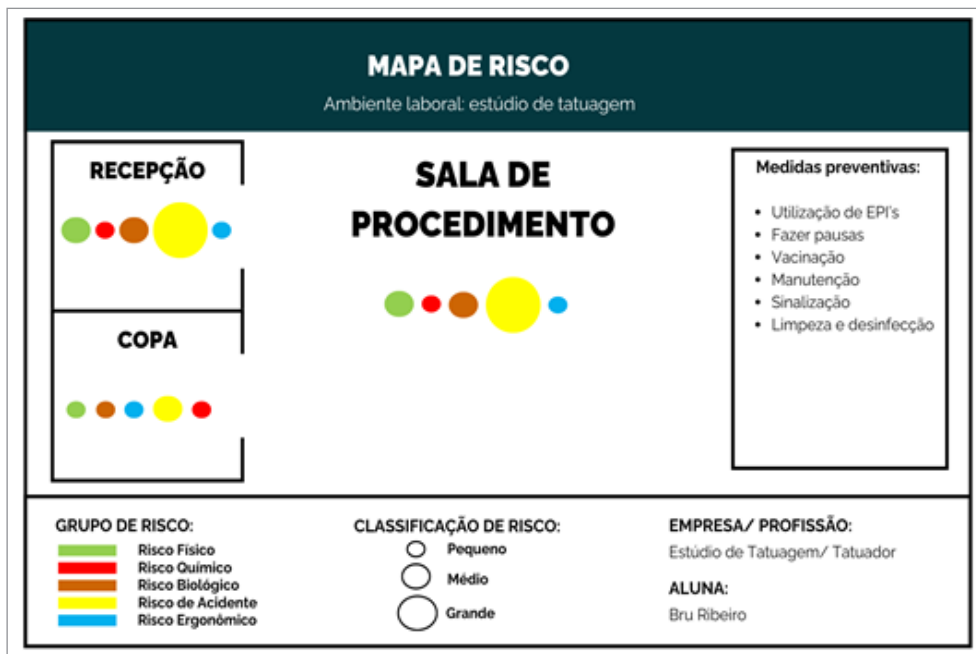 MAPA DE RISCO
Ambiente laboral: estúdio de tatuagem
RECEPÇÃO
COPA
SALA DE
PROCEDIMENTO
Medidas preventivas:
• Utilização de EPI's
• Fazer pausas
• Vacinação
• Manutenção
• Sinalização
• Limpeza e desinfecção
GRUPO DE RISCO:
Risco Físico
Risco Químico
Risco Biológico
Risco de Acidente
Risco Ergonômico
CLASSIFICAÇÃO DE RISCO:
Pequeno
Médio
Grande
EMPRESA/ PROFISSÃO:
Estúdio de Tatuagem/ Tatuador
ALUNA:
Bru Ribeiro